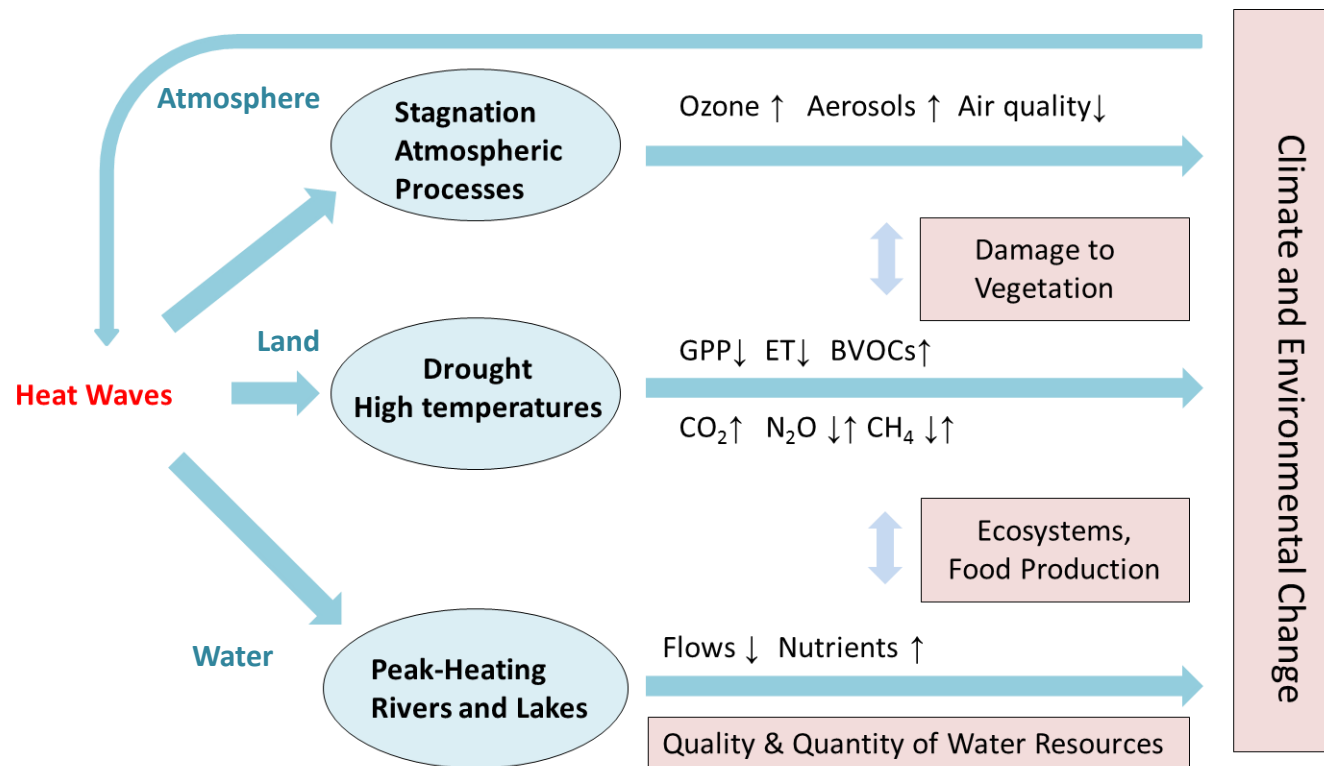 Atmosphere
Stagnation
Atmospheric
Processes
Ozone ↑ Aerosols ↑ Air quality↓
Damage to
Vegetation
Land
Heat Waves
Drought
High temperatures
GPP↓ ET↓ BVOCs↑
CO₂↑ N₂O ↓↑ CH₄ ↓↑
Ecosystems,
Food Production
Water
Peak-Heating
Rivers and Lakes
Flows ↓ Nutrients ↑
Quality & Quantity of Water Resources
Climate and Environmental Change